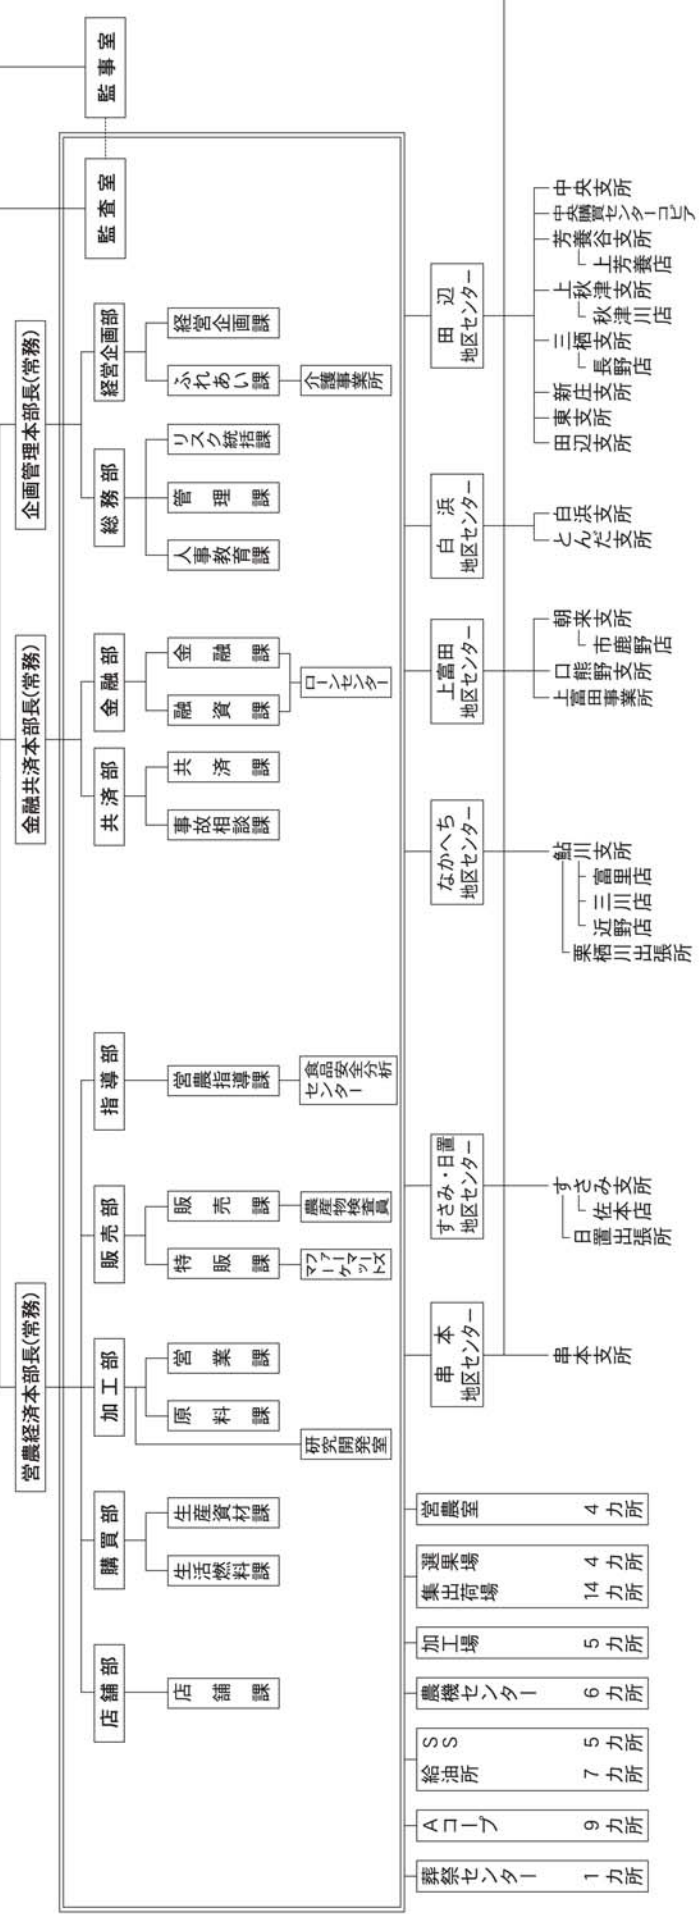 監事室
監査室
企画管理本部長(常務)
金融共済本部長(常務)
営農経済本部長(常務)
経営企画部
総務部
金融部
共済部
指導部
販売部
加工部
購買部
店舗部
経営企画課
ふれあい課
介護事業所
リスク統括課
管理課
人事教育課
金融課
融資課
ローンセンター
共済課
事故相談課
営農指導課
食品安全分析
センター
販売課
農産物検査員
特販課
ファーマーズ
マーケット
営業課
原料課
研究開発室
生産資材課
生活燃料課
店舗課
田辺
地区センター
白浜
地区センター
上富田
地区センター
なかへち
地区センター
すさみ・日置
地区センター
串本
地区センター
中央支所
中央購買センターコピア
芳養谷支所
上芳養店
上秋津支所
秋津川店
三栖支所
長野店
新庄支所
東支所
田辺支所
白浜支所
とんだ支所
朝来支所
市鹿野店
口熊野支所
上富田事業所
鮎川支所
富里店
三川店
近野店
栗栖川出張所
すさみ支所
佐本店
日置出張所
串本支所
営農室 4カ所
選果場 4カ所
集出荷場 14カ所
加工場 5カ所
農機センター 6カ所
SS 5カ所
給油所 7カ所
Aコープ 9カ所
葬祭センター 1カ所